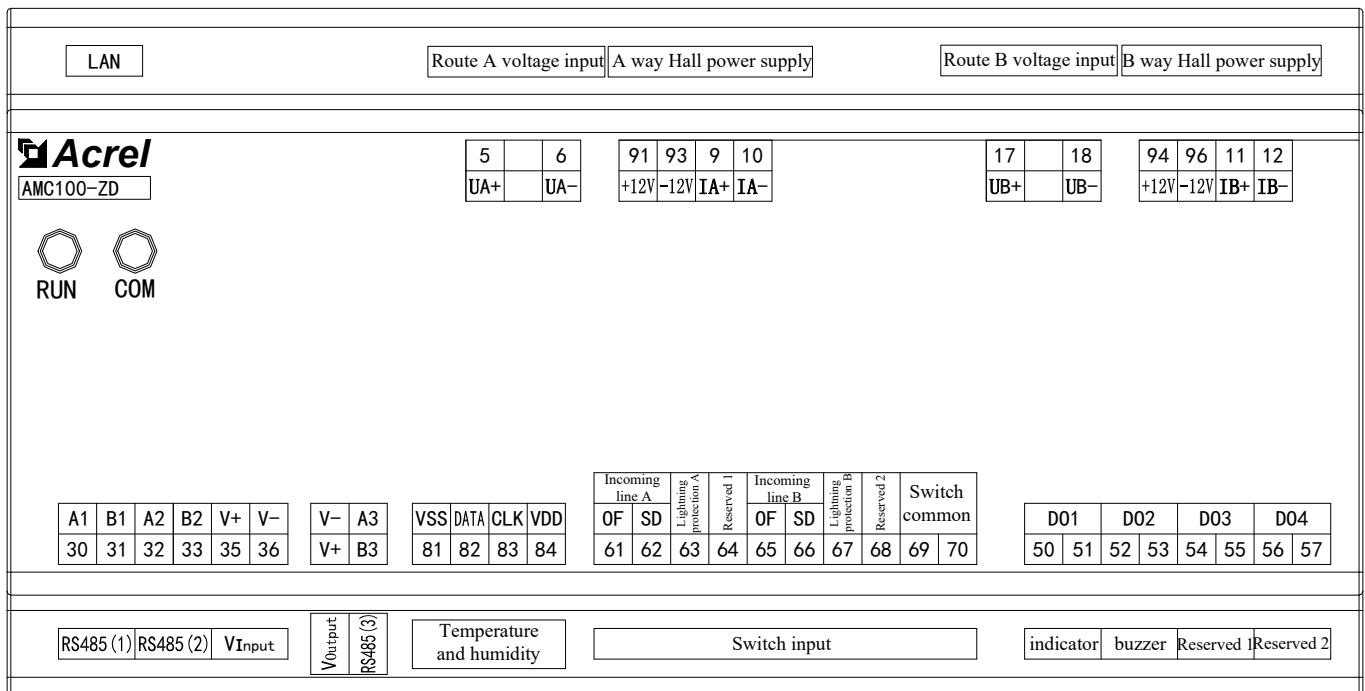 LAN
Route A voltage input A way Hall power supply
Route B voltage input B way Hall power supply
Acrel
AMC100-ZD
5 6 91 93 9 10 17 18 94 96 11 12
UA+ UA- +12V -12V IA+ IA- UB+ UB- +12V -12V IB+ IB-
RUN COM
Incoming
line A
Lightning
protection A
Reserved 1
Incoming
line B
Lightning
protection B
Reserved 2
Switch
common
A1 B1 A2 B2 V+ V- V- A3 VSS DATA CLK VDD OF SD OF SD DO1 DO2 DO3 DO4
30 31 32 33 35 36 V+ B3 81 82 83 84 61 62 63 64 65 66 67 68 69 70 50 51 52 53 54 55 56 57
RS485(1) RS485(2) VInput
VOutput
RS485(3)
Temperature
and humidity
Switch input
indicator buzzer Reserved 1 Reserved 2